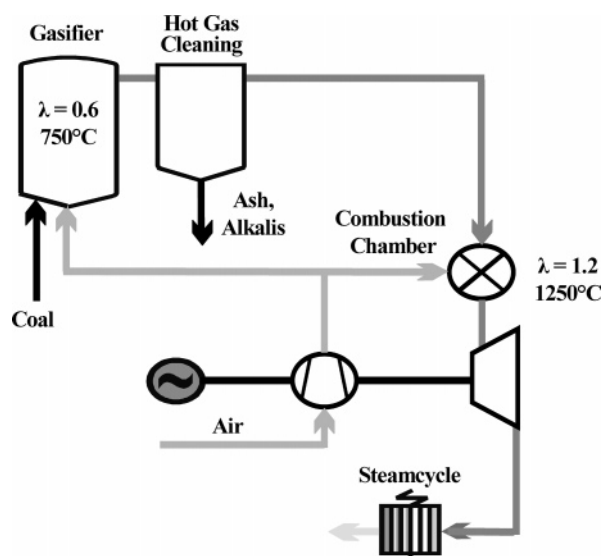 Gasifier
Hot Gas
Cleaning
λ = 0.6
750°C
Ash,
Alkalis
Combustion
Chamber
λ = 1.2
1250°C
Coal
Air
Steamcycle